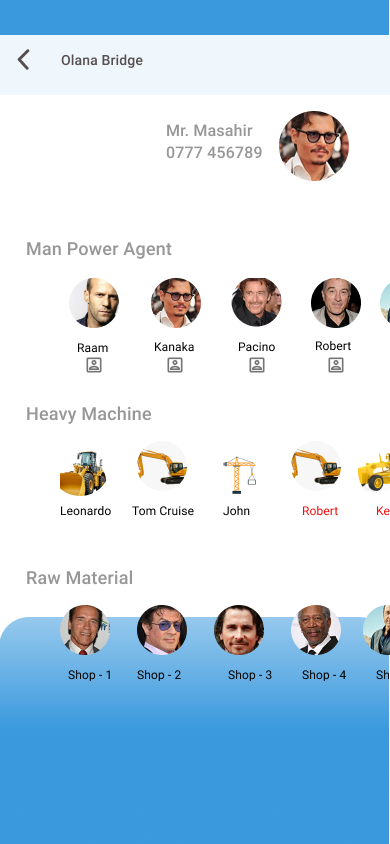 Olana Bridge
Mr. Masahir
0777 456789
Man Power Agent
Raam Kanaka Pacino Robert
Heavy Machine
Leonardo Tom Cruise John Robert Ke
Raw Material
Shop - 1 Shop - 2 Shop - 3 Shop - 4 Sh